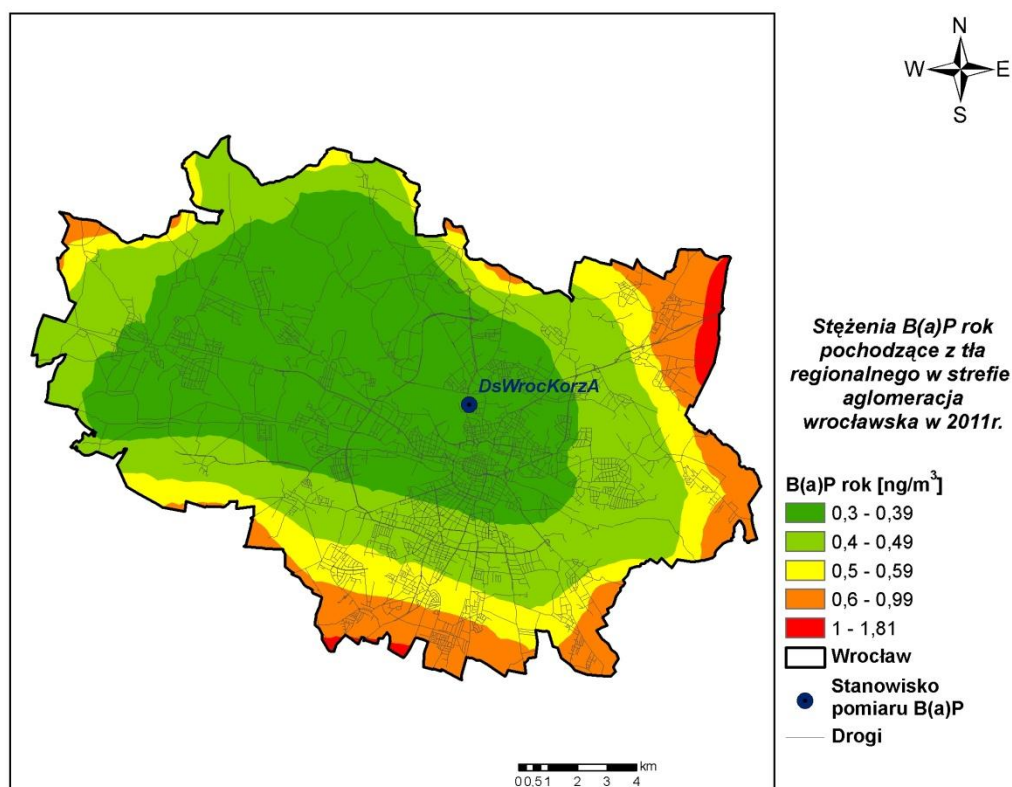 N
W E
S
DsWrocKorzA
Stężenia B(a)P rok
pochodzące z tła
regionalnego w strefie
aglomeracja
wrocławska w 2011r.
B(a)P rok [ng/m³]
0,3 - 0,39
0,4 - 0,49
0,5 - 0,59
0,6 - 0,99
1 - 1,81
Wrocław
Stanowisko
pomiaru B(a)P
Drogi
km
0 0,5 1 2 3 4